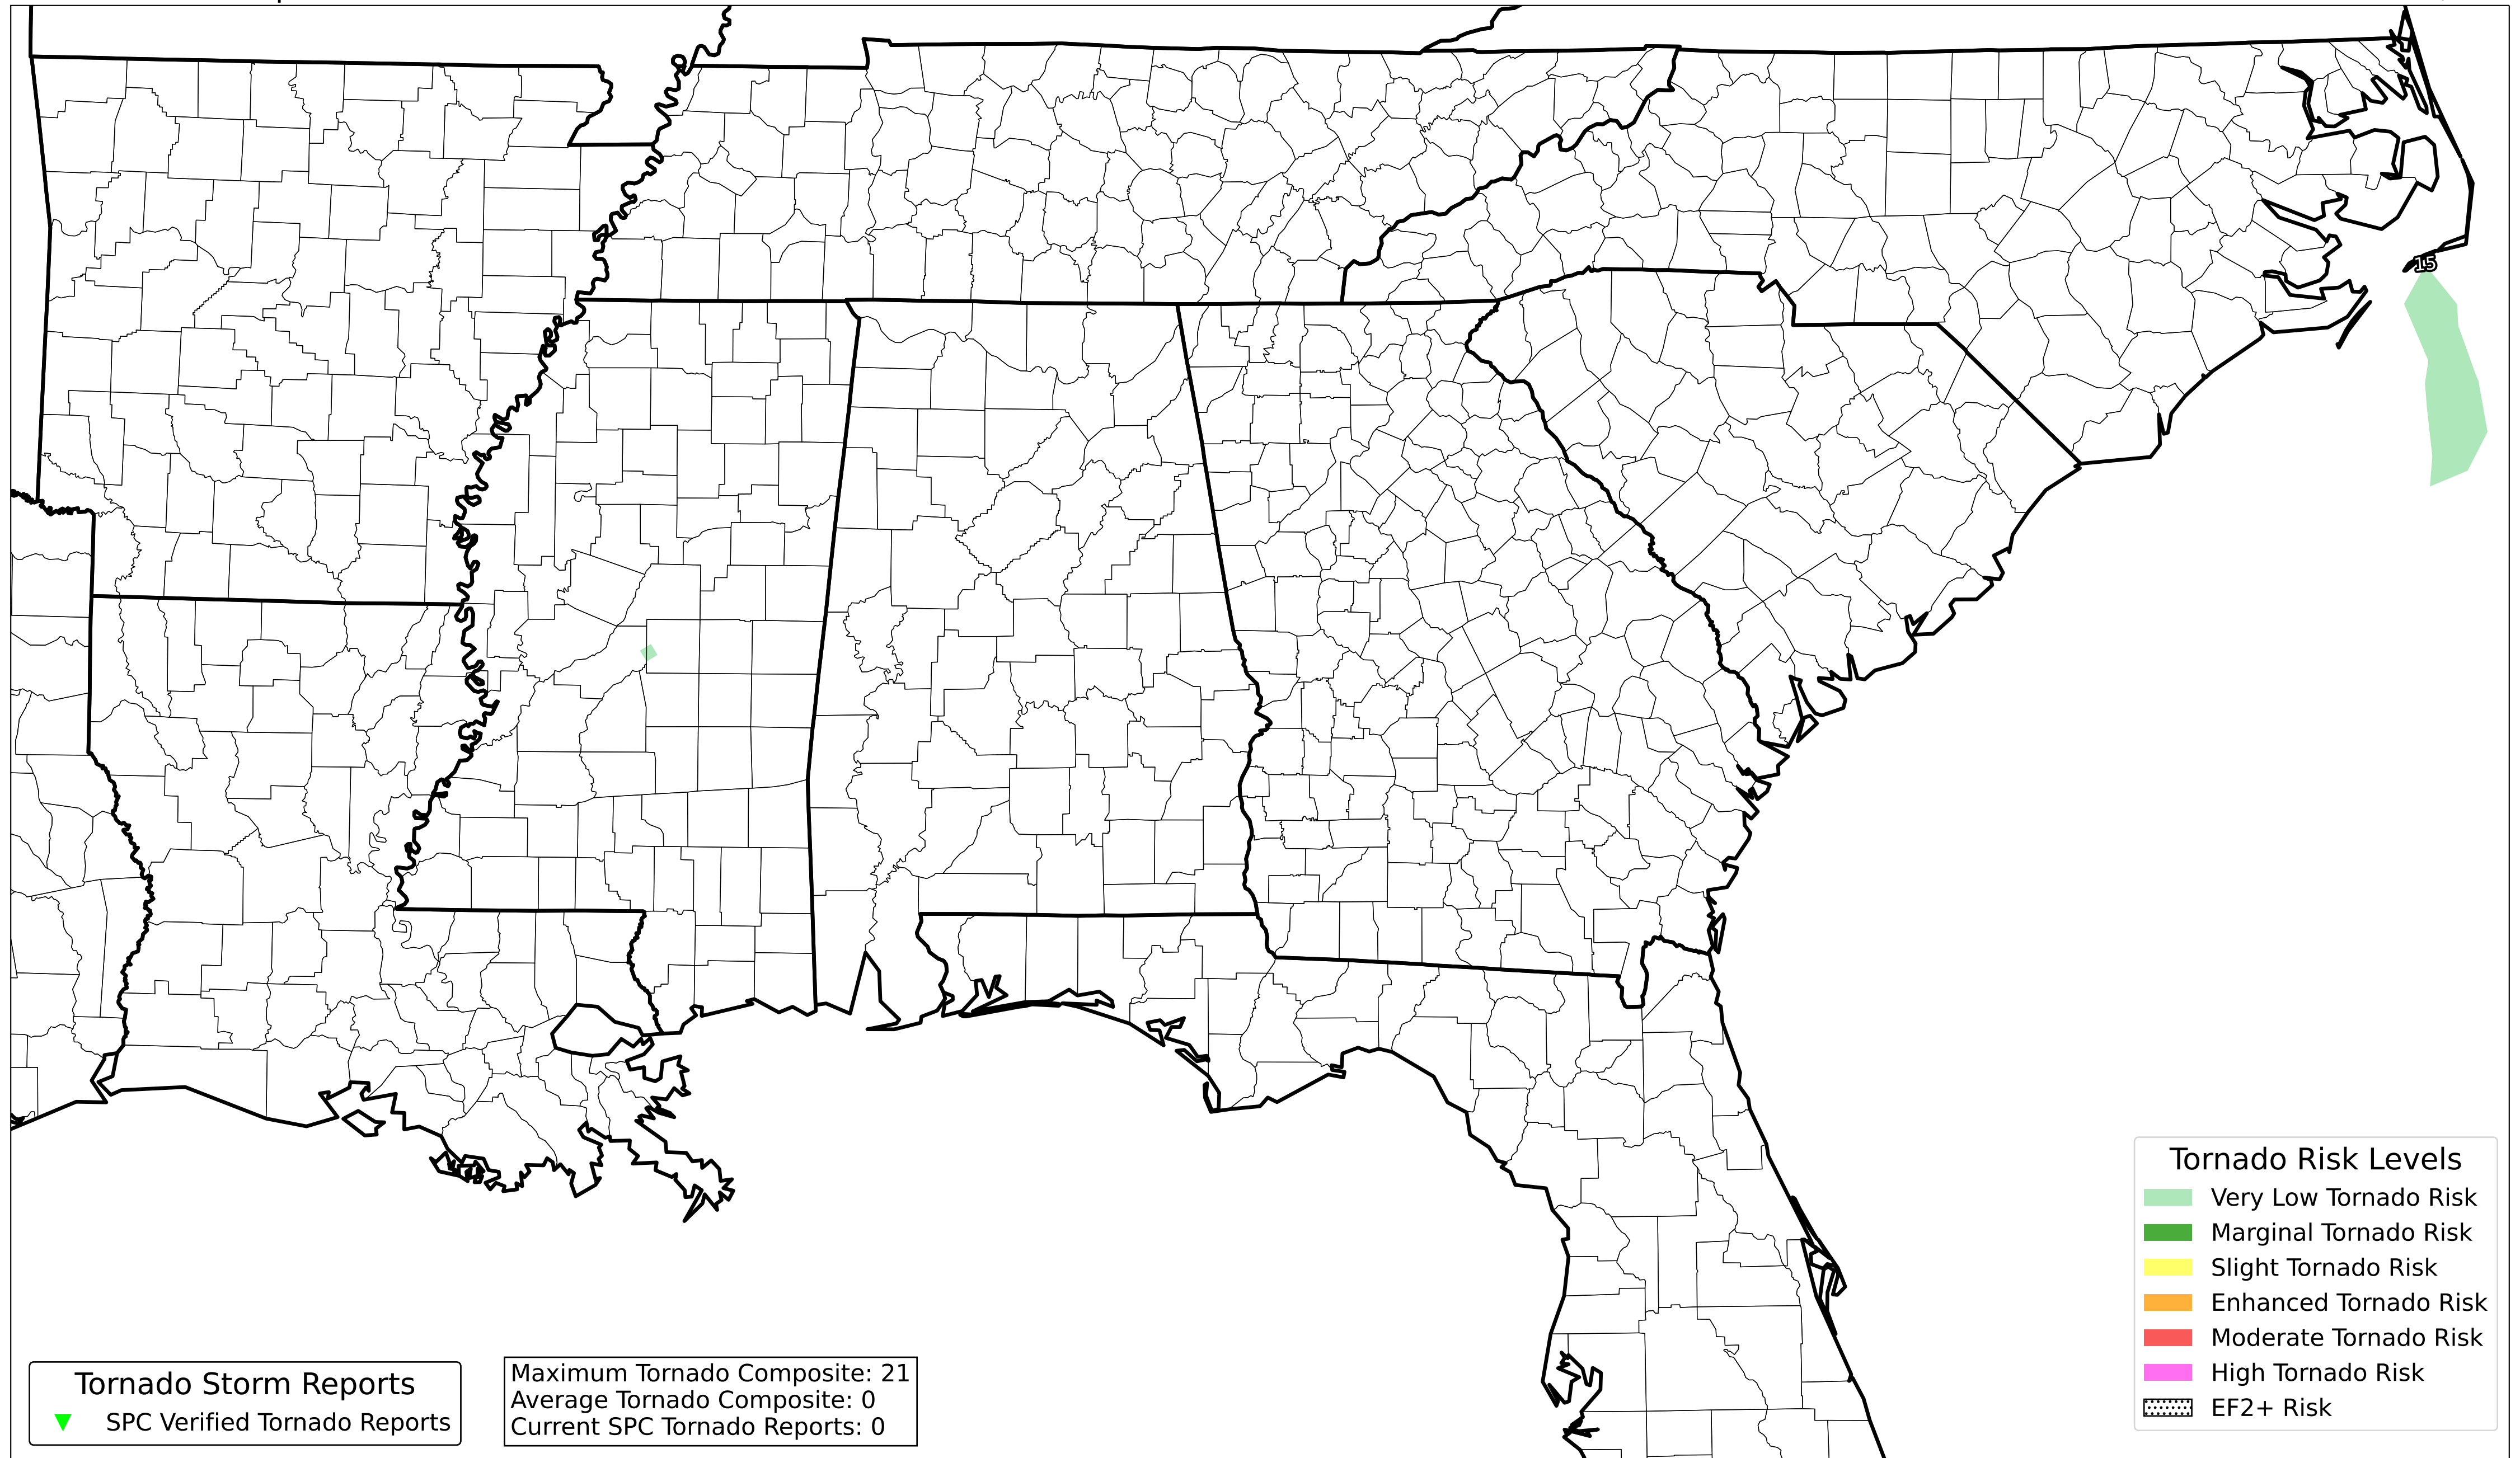 15
Tornado Risk Levels
Very Low Tornado Risk
Marginal Tornado Risk
Slight Tornado Risk
Enhanced Tornado Risk
Moderate Tornado Risk
High Tornado Risk
EF2+ Risk
Tornado Storm Reports
SPC Verified Tornado Reports
Maximum Tornado Composite: 21
Average Tornado Composite: 0
Current SPC Tornado Reports: 0